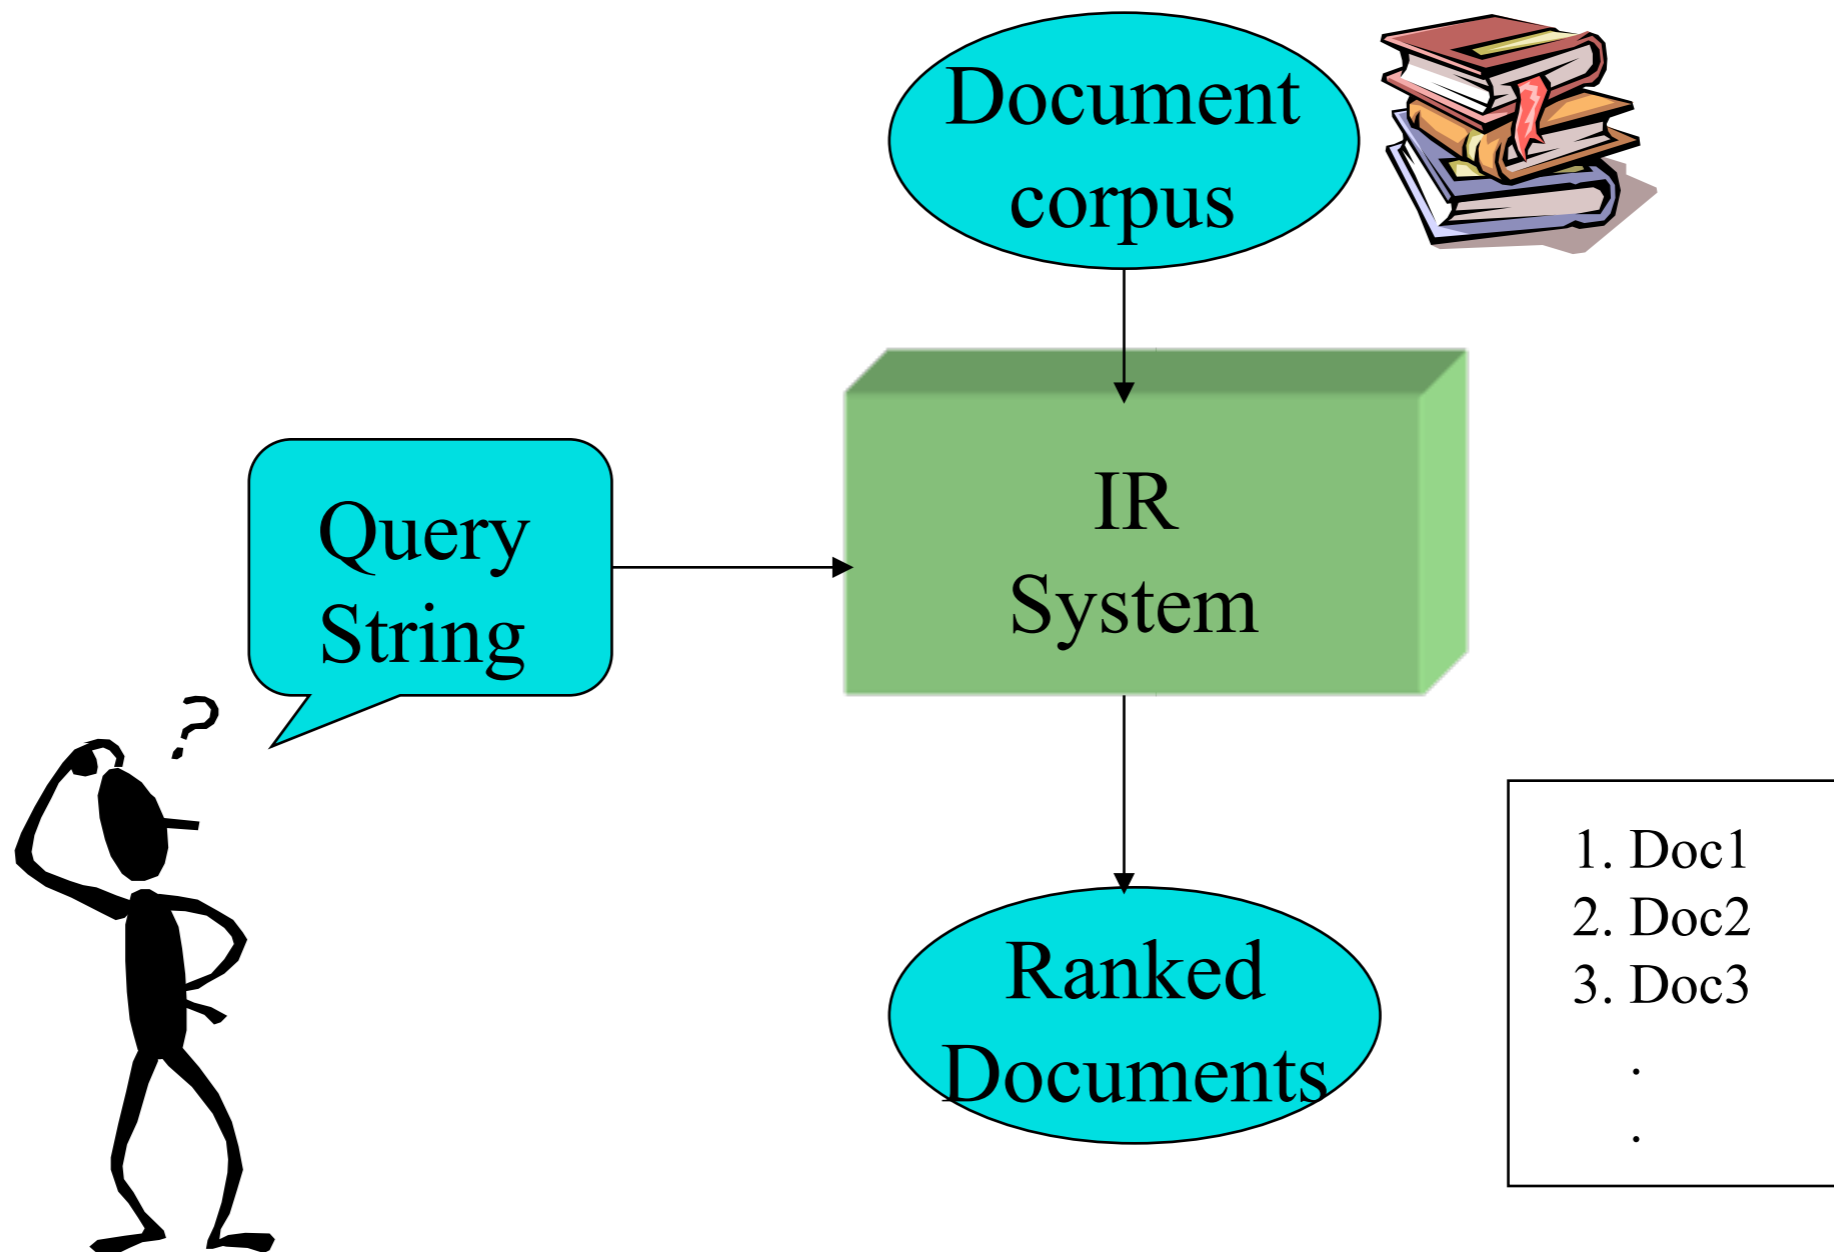 Document
corpus
IR
System
Query
String
?
Ranked
Documents
1. Doc1
2. Doc2
3. Doc3
.
.